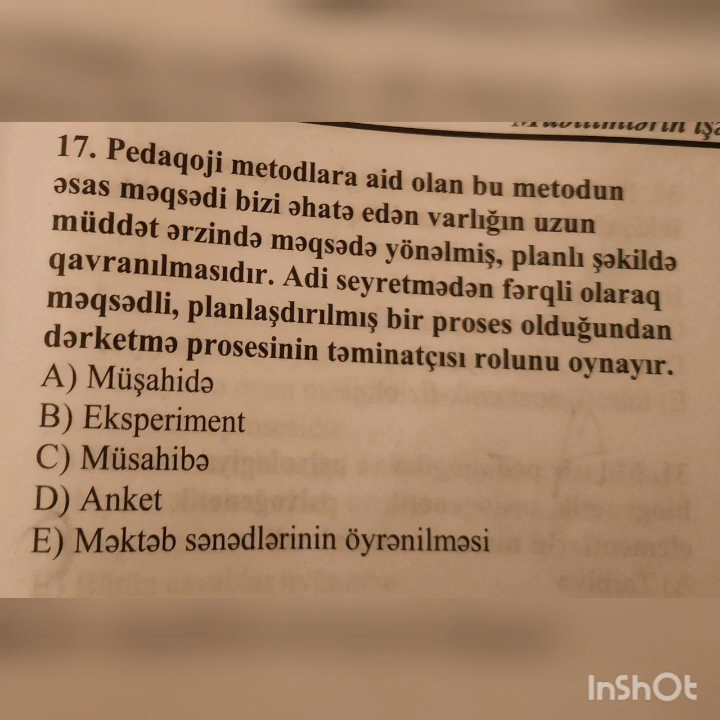 17. Pedaqoji metodlara aid olan bu metodun
əsas məqsədi bizi əhatə edən varlığın uzun
müddət ərzində məqsədə yönəlmiş, planlı şəkildə
qavranılmasıdır. Adi seyretmədən fərqli olaraq
məqsədli, planlaşdırılmış bir proses olduğundan
dərketmə prosesinin təminatçısı rolunu oynayır.
A) Müşahidə
B) Eksperiment
C) Müsahibə
D) Anket
E) Məktəb sənədlərinin öyrənilməsi
InShOt